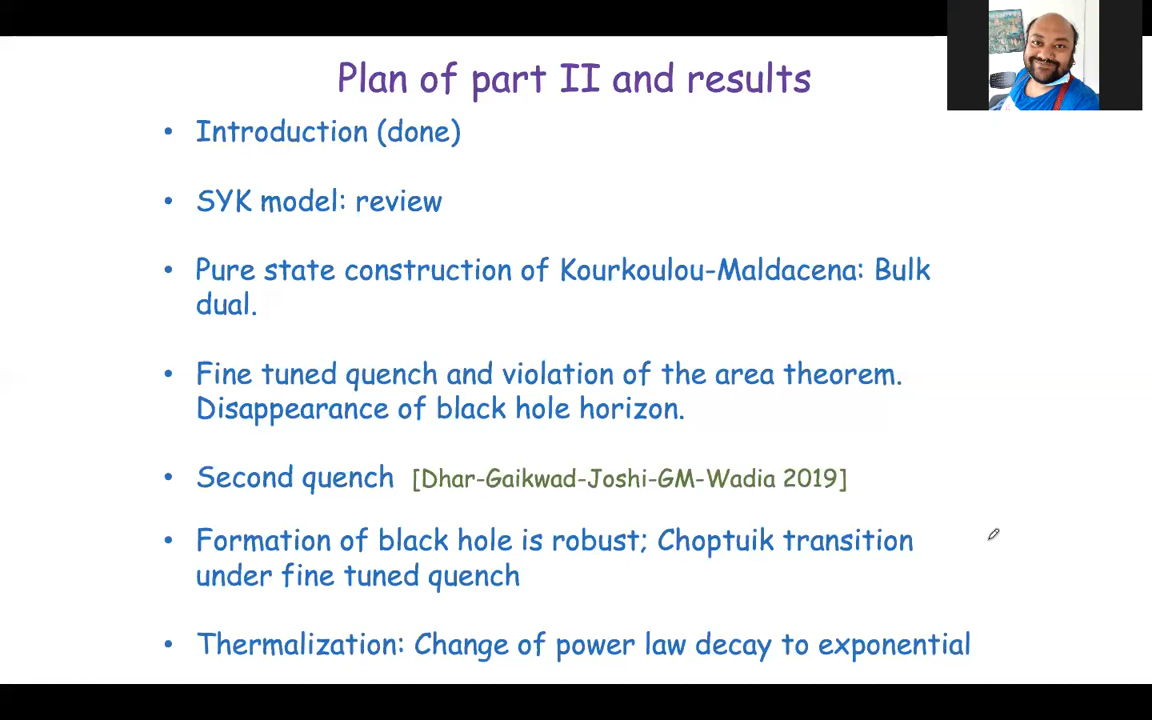 Plan of part II and results
• Introduction (done)
• SYK model: review
• Pure state construction of Kourkoulou-Maldacena: Bulk
dual.
• Fine tuned quench and violation of the area theorem.
Disappearance of black hole horizon.
• Second quench [Dhar-Gaikwad-Joshi-GM-Wadia 2019]
• Formation of black hole is robust; Choptuik transition
under fine tuned quench
• Thermalization: Change of power law decay to exponential